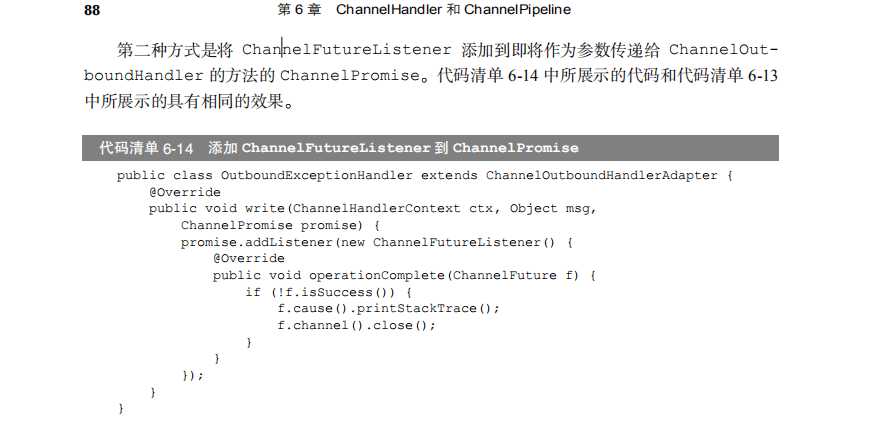 88 第 6 章 ChannelHandler 和 ChannelPipeline
第二种方式是将 ChannelFutureListener 添加到即将作为参数传递给 ChannelOut-
boundHandler 的方法的 ChannelPromise。代码清单 6-14 中所展示的代码和代码清单 6-13
中所展示的具有相同的效果。
代码清单 6-14 添加 ChannelFutureListener 到 ChannelPromise
public class OutboundExceptionHandler extends ChannelOutboundHandlerAdapter {
@Override
public void write(ChannelHandlerContext ctx, Object msg,
ChannelPromise promise) {
promise.addListener(new ChannelFutureListener() {
@Override
public void operationComplete(ChannelFuture f) {
if (!f.isSuccess()) {
f.cause().printStackTrace();
f.channel().close();
}
}
});
}
}